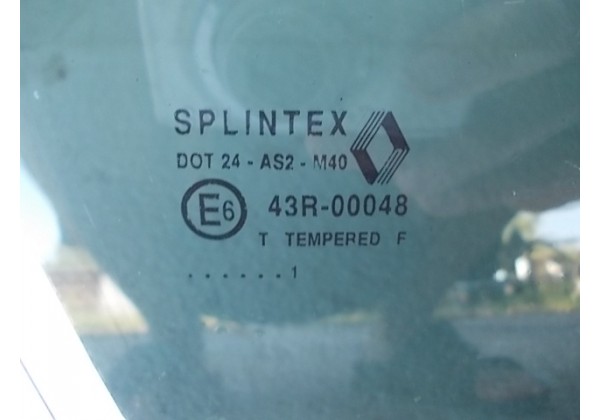 SPLINTEX
DOT 24 - AS2 - M40
E6 43R-00048
T TEMPERED F
. . . . . . 1